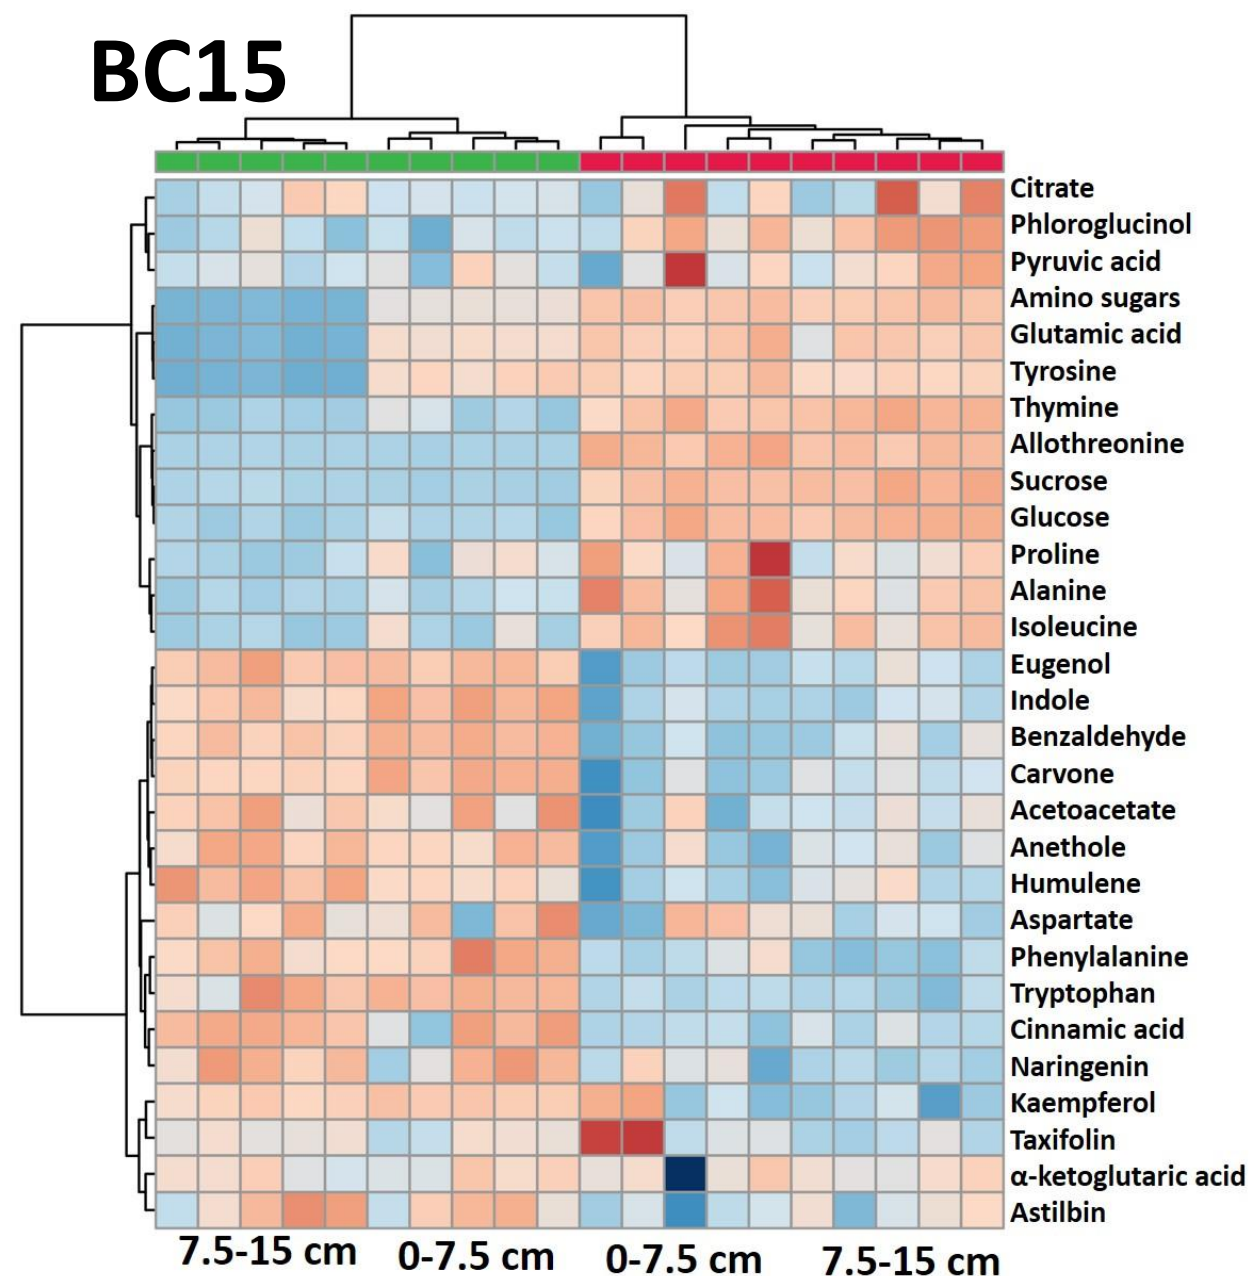 BC15
Citrate
Phloroglucinol
Pyruvic acid
Amino sugars
Glutamic acid
Tyrosine
Thymine
Allothreonine
Sucrose
Glucose
Proline
Alanine
Isoleucine
Eugenol
Indole
Benzaldehyde
Carvone
Acetoacetate
Anethole
Humulene
Aspartate
Phenylalanine
Tryptophan
Cinnamic acid
Naringenin
Kaempferol
Taxifolin
α-ketoglutaric acid
Astilbin
7.5-15 cm 0-7.5 cm 0-7.5 cm 7.5-15 cm